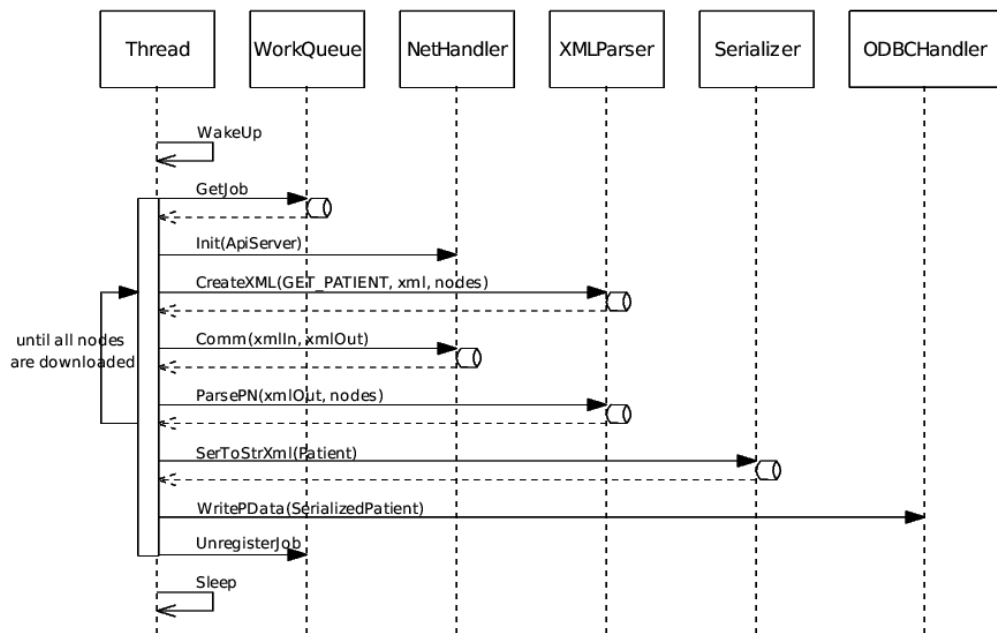 Thread
WorkQueue
NetHandler
XMLParser
Serializer
ODBCHandler
WakeUp
GetJob
Init(ApiServer)
CreateXML(GET_PATIENT, xml, nodes)
until all nodes
are downloaded
Comm(xmlIn, xmlOut)
ParsePN(xmlOut, nodes)
SerToStrXml(Patient)
WritePData(SerializedPatient)
UnregisterJob
Sleep